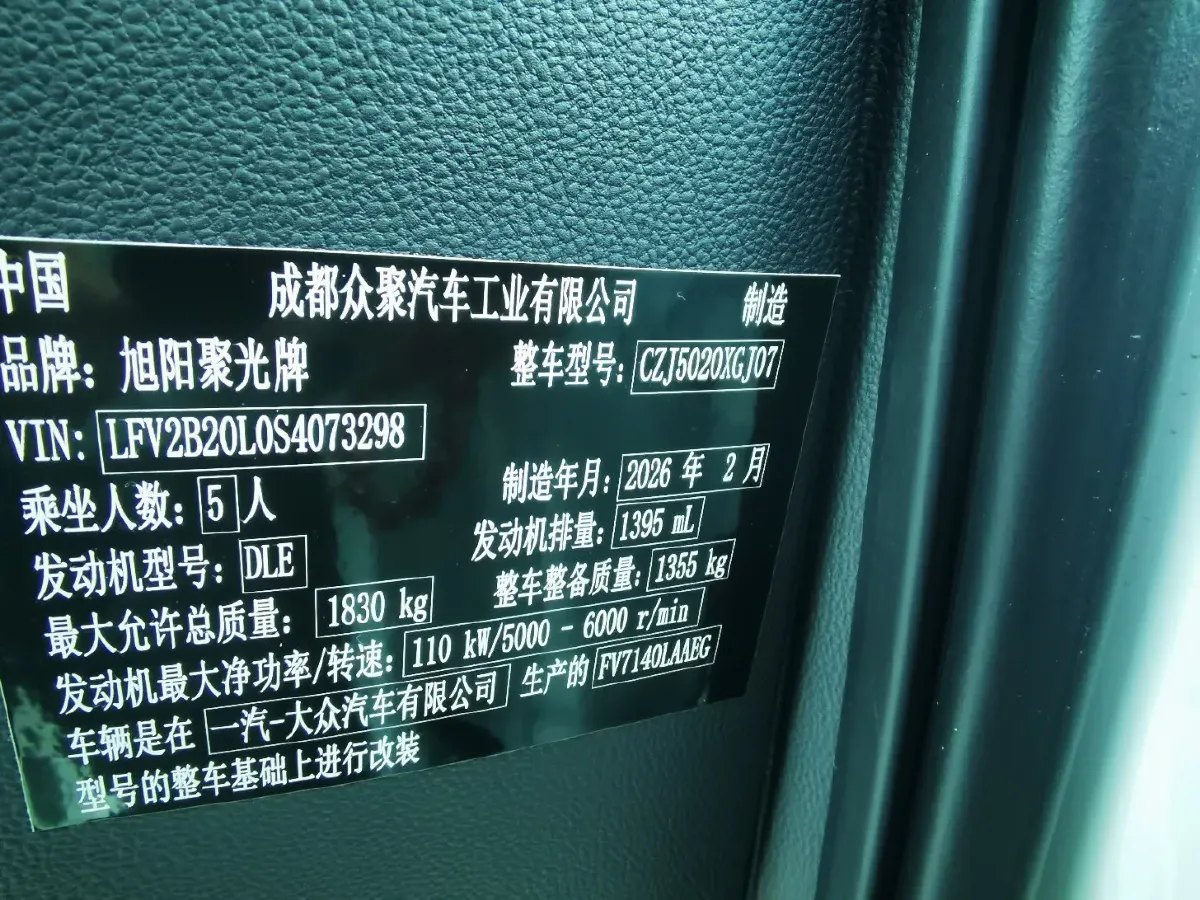 中国 成都众聚汽车工业有限公司 制造
品牌：旭阳聚光牌 整车型号：CZJ5020XGJ07
VIN：LFV2B20L0S4073298
制造年月：2026 年 2 月
乘坐人数：5人 发动机排量：1395 mL
发动机型号：DLE 整车整备质量：1355 kg
最大允许总质量：1830 kg
发动机最大净功率/转速：110 kW/5000 - 6000 r/min
车辆是在 一汽-大众汽车有限公司 生产的 FV7140LAAEG
型号的整车基础上进行改装